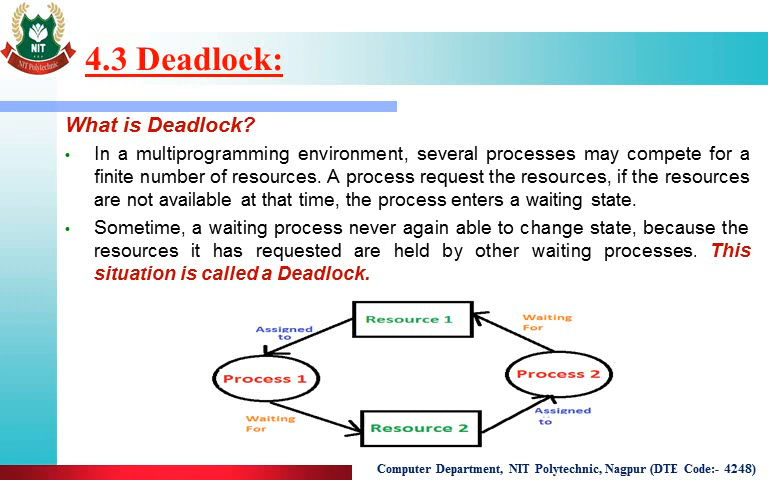 NIT
NIT Polytechnic
4.3 Deadlock:
What is Deadlock?
• In a multiprogramming environment, several processes may compete for a
finite number of resources. A process request the resources, if the resources
are not available at that time, the process enters a waiting state.
• Sometime, a waiting process never again able to change state, because the
resources it has requested are held by other waiting processes. This
situation is called a Deadlock.
Resource 1
Assigned
to
Waiting
For
Process 1
Process 2
Waiting
For
Resource 2
Assigned
to
Computer Department, NIT Polytechnic, Nagpur (DTE Code:- 4248)